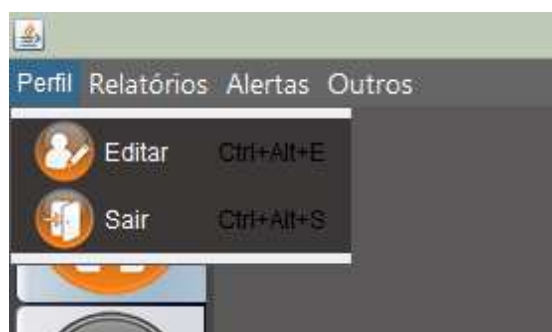 Perfil Relatórios Alertas Outros
Editar Ctrl+Alt+E
Sair Ctrl+Alt+S